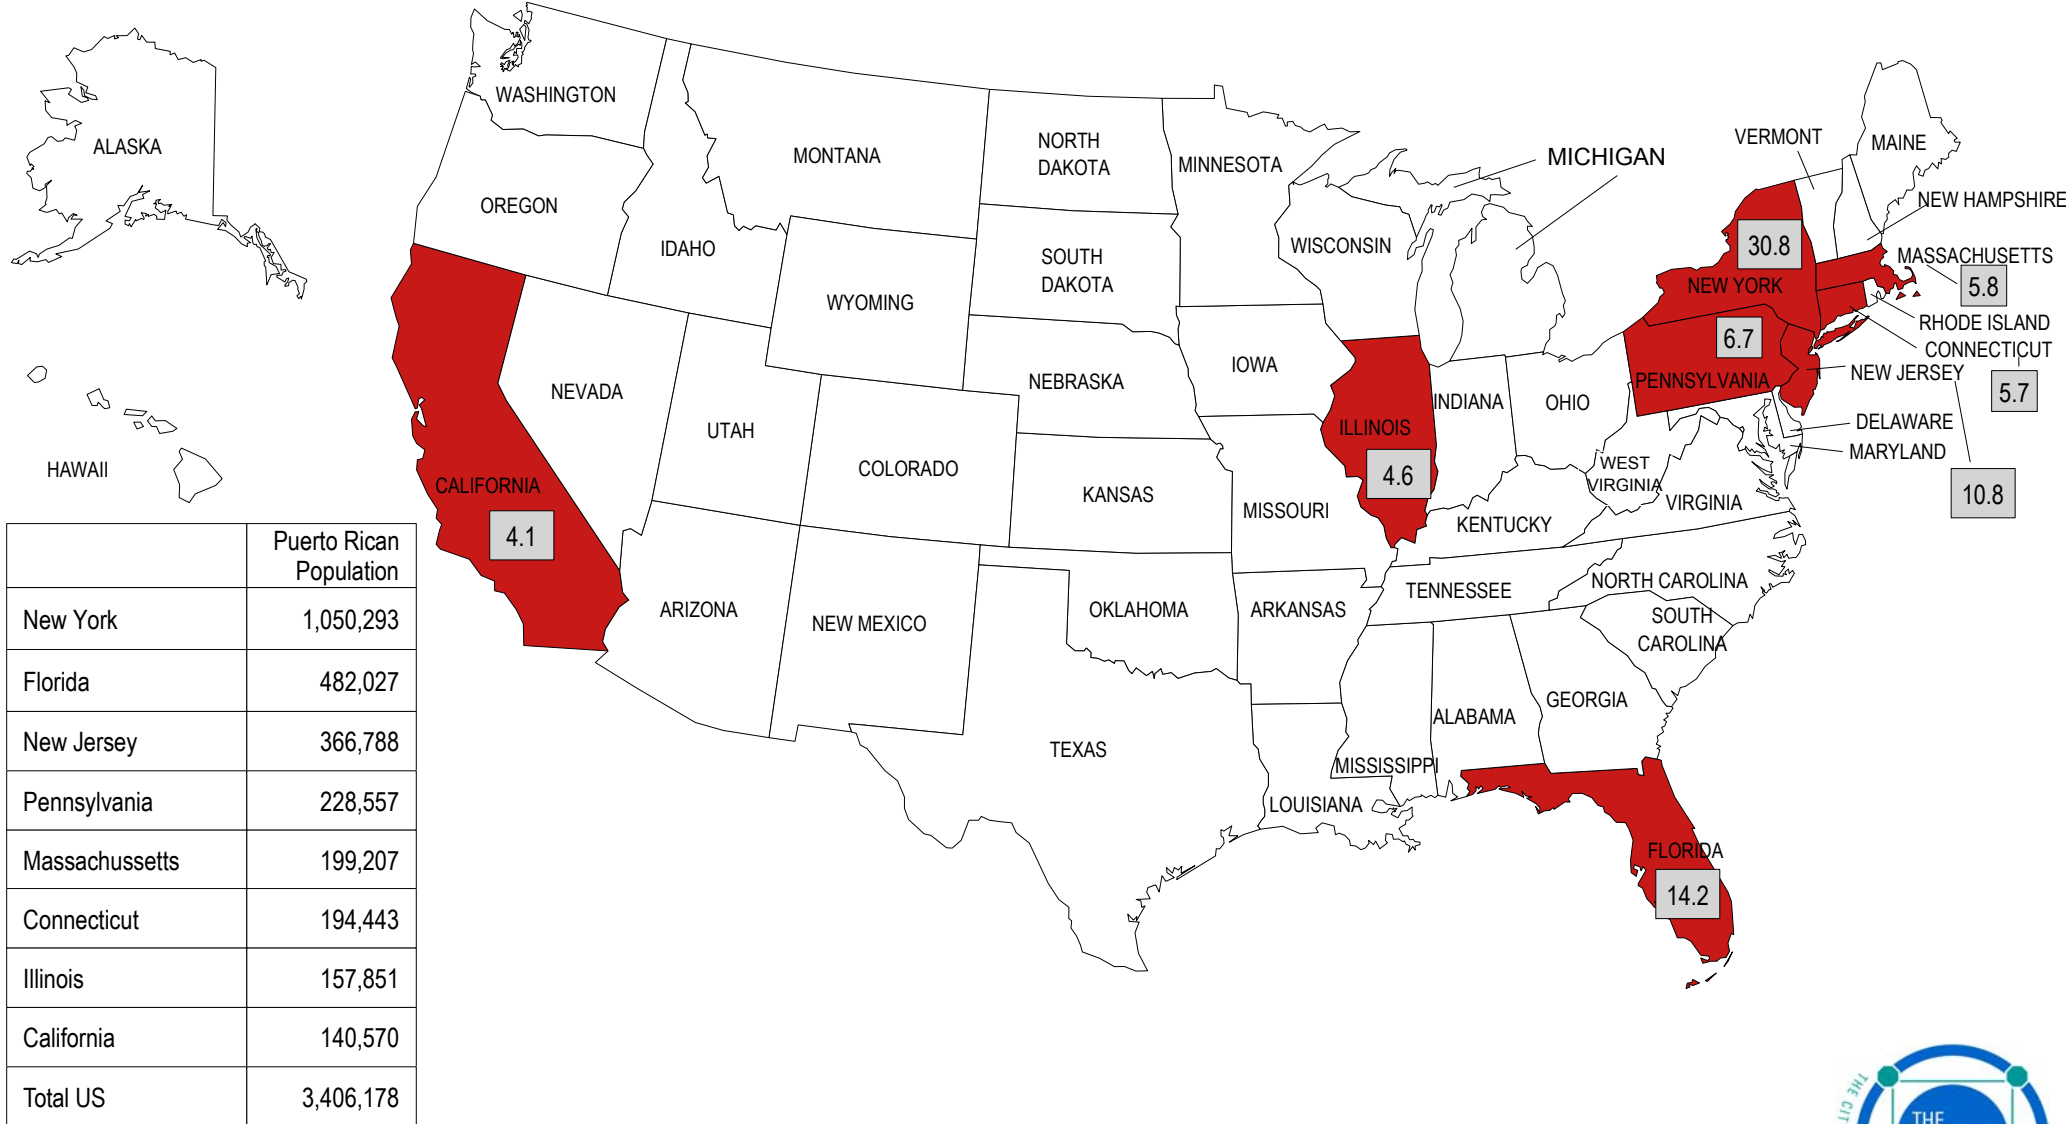 WASHINGTON
ALASKA
MONTANA
NORTH
DAKOTA
MINNESOTA
MICHIGAN
VERMONT
MAINE
OREGON
IDAHO
NEW HAMPSHIRE
WISCONSIN
SOUTH
DAKOTA
30.8
MASSACHUSETTS
5.8
WYOMING
NEW YORK
RHODE ISLAND
6.7
CONNECTICUT
5.7
IOWA
NEBRASKA
NEVADA
PENNSYLVANIA
NEW JERSEY
INDIANA
OHIO
UTAH
ILLINOIS
4.6
DELAWARE
MARYLAND
HAWAII
COLORADO
WEST
VIRGINIA
CALIFORNIA
4.1
KANSAS
MISSOURI
VIRGINIA
10.8
KENTUCKY
TENNESSEE
NORTH CAROLINA
ARIZONA
NEW MEXICO
OKLAHOMA
ARKANSAS
SOUTH
CAROLINA
GEORGIA
ALABAMA
TEXAS
MISSISSIPPI
LOUISIANA
FLORIDA
14.2
Puerto Rican
Population
New York 1,050,293
Florida 482,027
New Jersey 366,788
Pennsylvania 228,557
Massachussetts 199,207
Connecticut 194,443
Illinois 157,851
California 140,570
Total US 3,406,178
THE CIT
THE